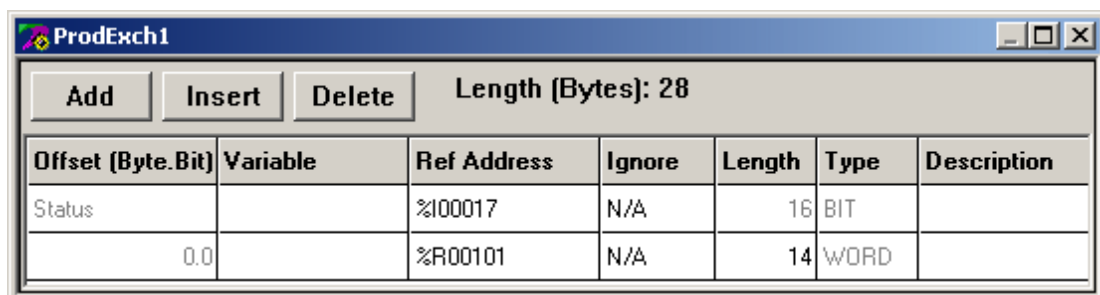 ProdExch1
Add Insert Delete Length (Bytes): 28
Offset (Byte.Bit) Variable Ref Address Ignore Length Type Description
Status %I00017 N/A 16 BIT
0.0 %R00101 N/A 14 WORD